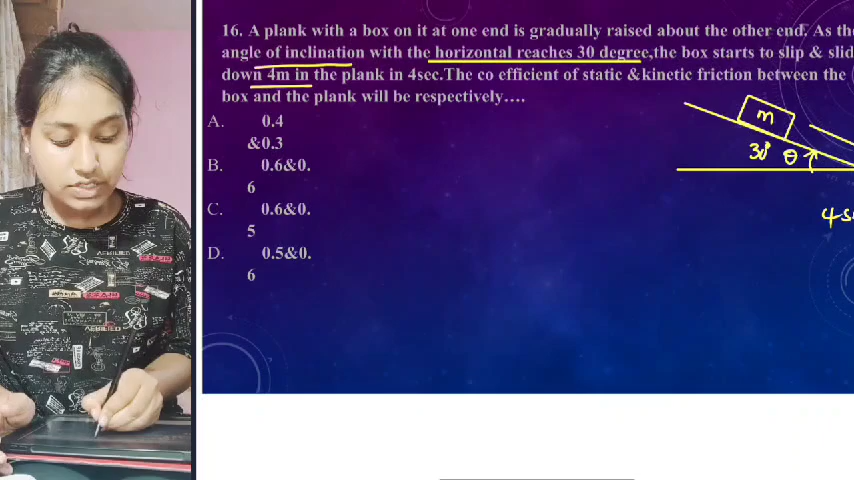 16. A plank with a box on it at one end is gradually raised about the other end. As the
angle of inclination with the horizontal reaches 30 degree,the box starts to slip & slid
down 4m in the plank in 4sec.The co efficient of static &kinetic friction between the
box and the plank will be respectively….
A. 0.4
&0.3
B. 0.6&0.
6
C. 0.6&0.
5
D. 0.5&0.
6
m
30° θ
4s